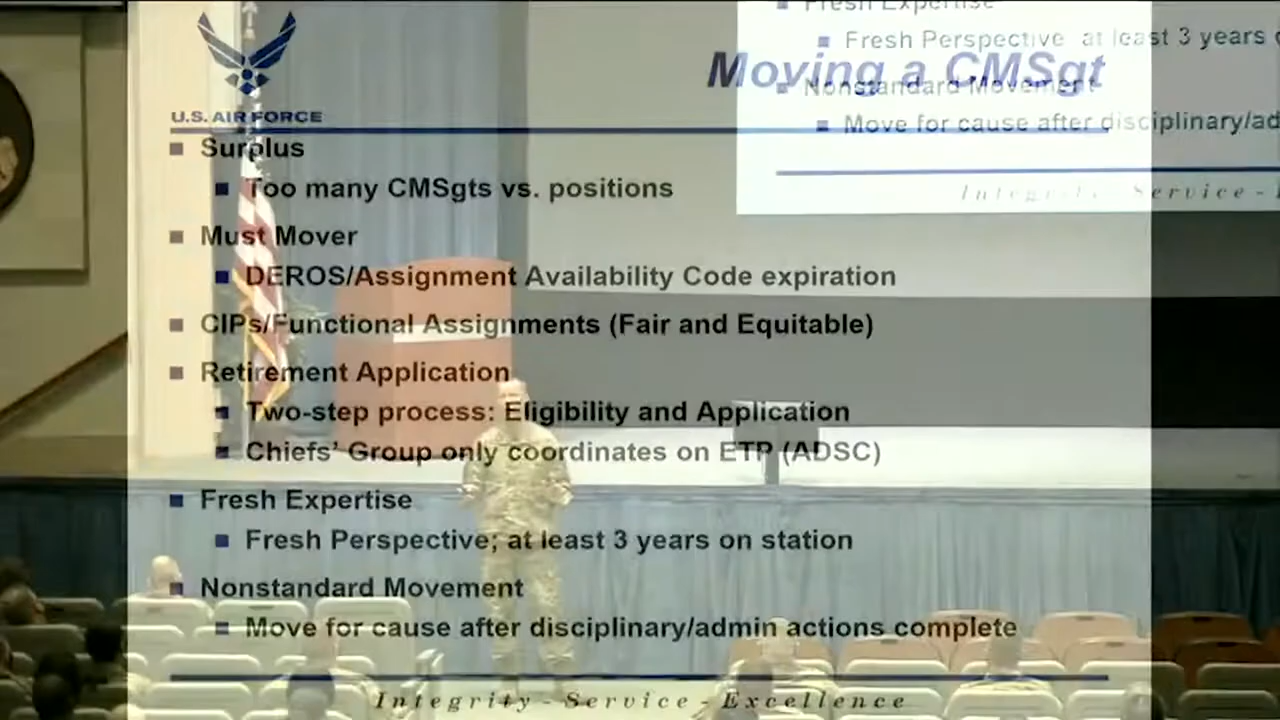 Fresh Expertise
Fresh Perspective at least 3 years
Nonstandard Movement
Move for cause after disciplinary/ad
Integrity Service -
U.S. AIR FORCE
Moving a CMSgt
Surplus
Too many CMSgts vs. positions
Must Mover
DEROS/Assignment Availability Code expiration
CIPs/Functional Assignments (Fair and Equitable)
Retirement Application
Two-step process: Eligibility and Application
Chiefs' Group only coordinates on ETP (ADSC)
Fresh Expertise
Fresh Perspective; at least 3 years on station
Nonstandard Movement
Move for cause after disciplinary/admin actions complete
Integrity - Service - Excellence